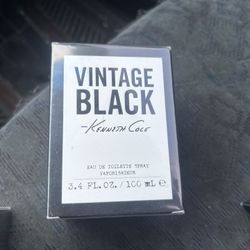 VINTAGE
BLACK
-Kenneth Cole
EAU DE TOILETTE SPRAY
VAPORISATEUR
3.4 FL.OZ./100 mL ℮